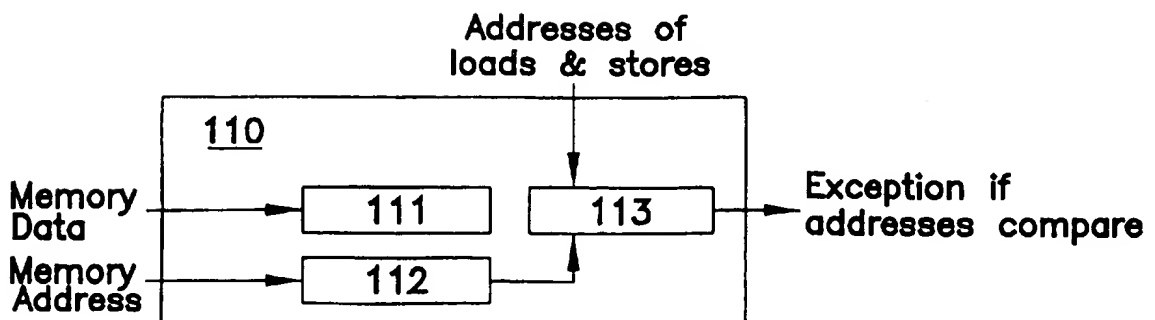 Addresses of
loads & stores
110
Memory
Data
111
113
Exception if
addresses compare
Memory
Address
112